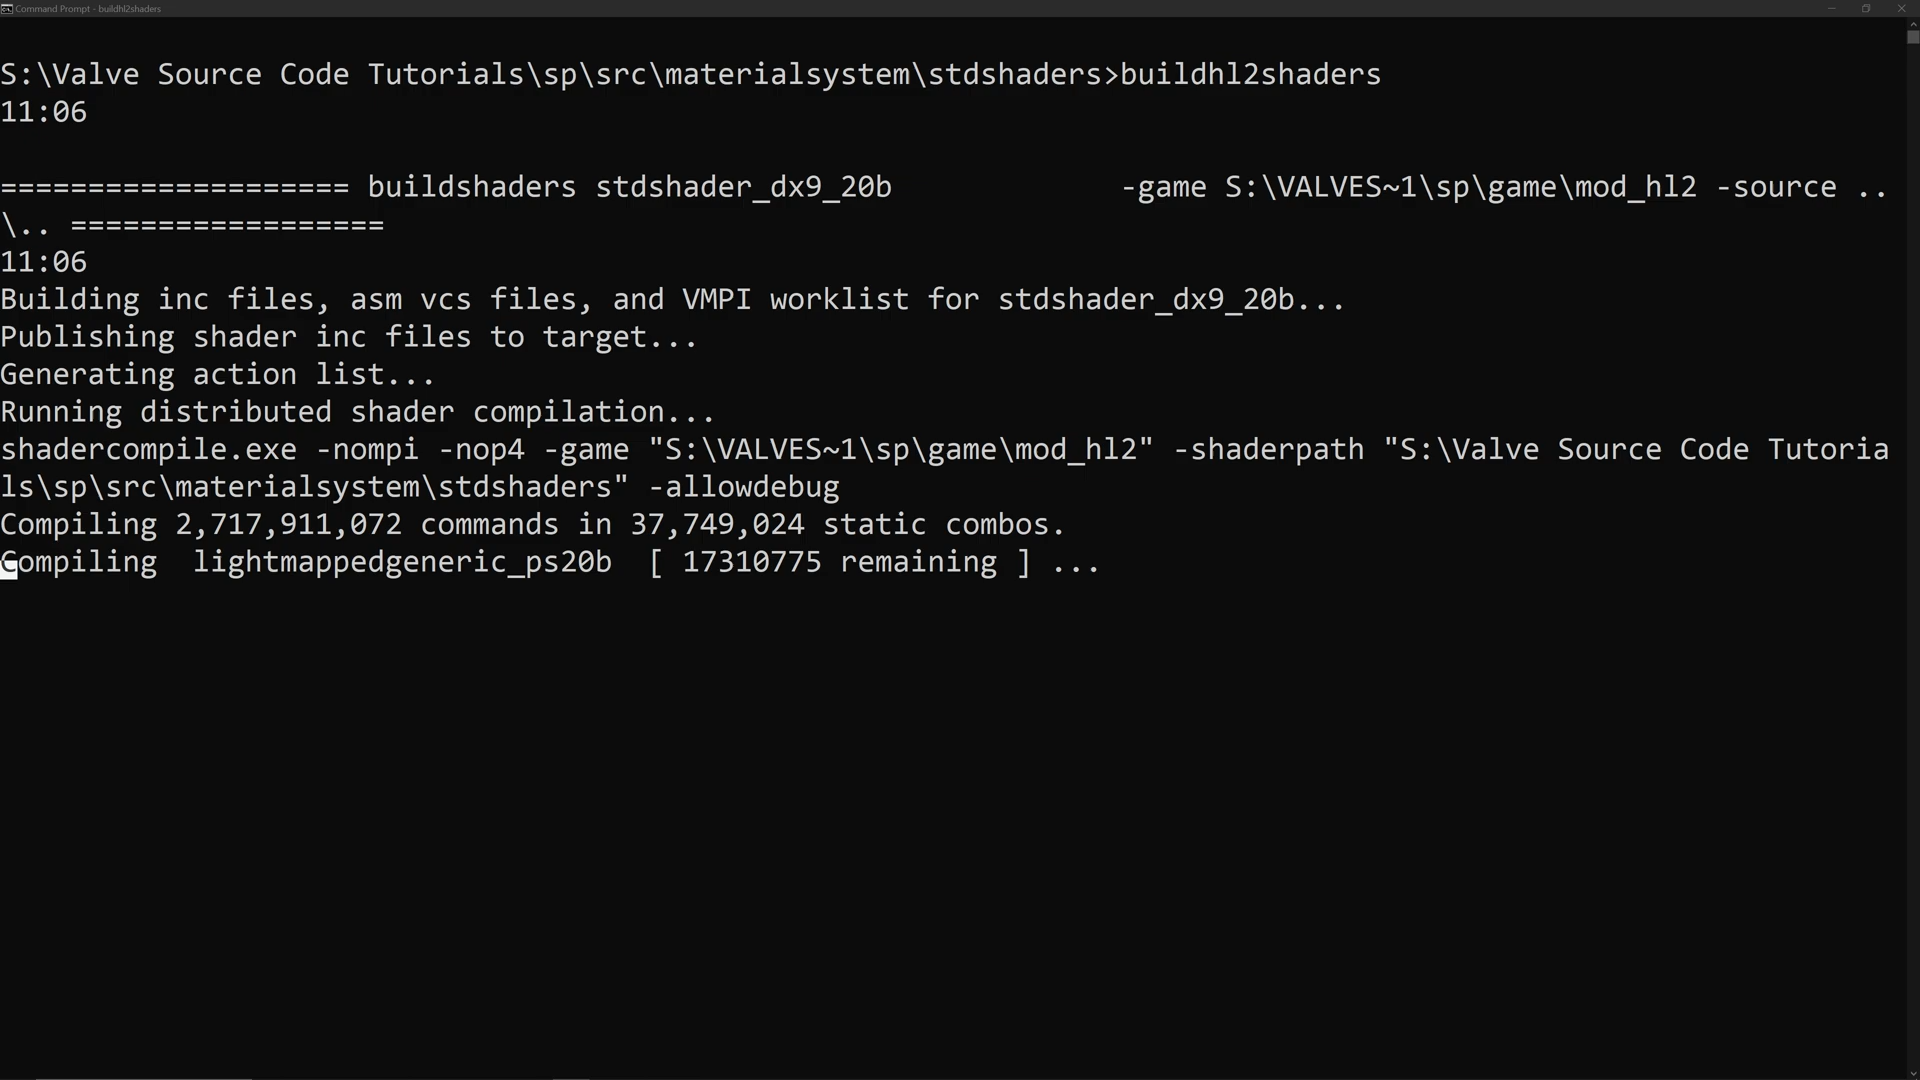 Command Prompt - buildhl2shaders
S:\Valve Source Code Tutorials\sp\src\materialsystem\stdshaders>buildhl2shaders
11:06
==================== buildshaders stdshader_dx9_20b             -game S:\VALVES~1\sp\game\mod_hl2 -source ..
\.. ==================
11:06
Building inc files, asm vcs files, and VMPI worklist for stdshader_dx9_20b...
Publishing shader inc files to target...
Generating action list...
Running distributed shader compilation...
shadercompile.exe -nompi -nop4 -game "S:\VALVES~1\sp\game\mod_hl2" -shaderpath "S:\Valve Source Code Tutoria
ls\sp\src\materialsystem\stdshaders" -allowdebug
Compiling 2,717,911,072 commands in 37,749,024 static combos.
Compiling  lightmappedgeneric_ps20b  [ 17310775 remaining ] ...